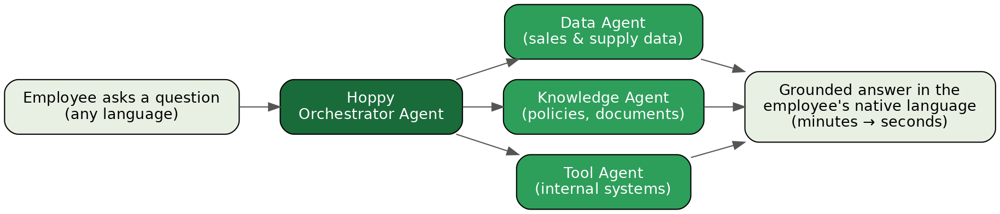 Employee asks a question
(any language)
Hoppy
Orchestrator Agent
Data Agent
(sales & supply data)
Knowledge Agent
(policies, documents)
Tool Agent
(internal systems)
Grounded answer in the
employee's native language
(minutes → seconds)